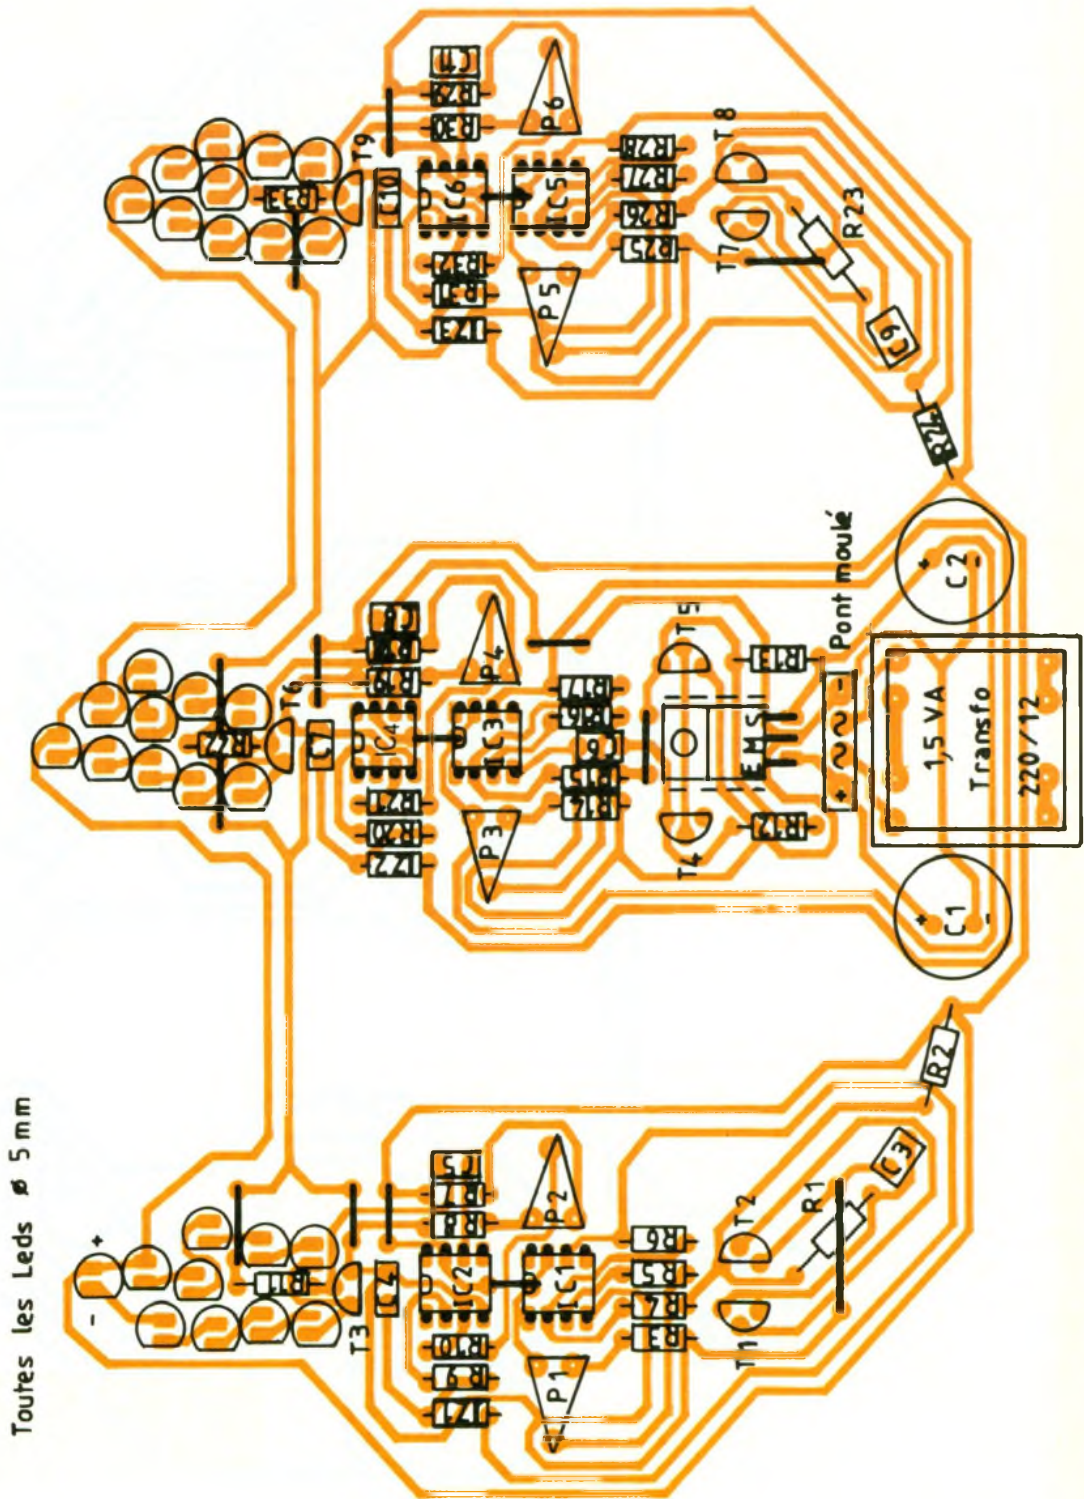 Toutes les Leds ø 5 mm
- +
R11
T3
C4
C5
R7
R8
IC2
IC1
P2
R10
R9
P1
R6
R5
R4
R3
T2
T1
R1
C3
R2
R22
T6
C7
C8
R19
IC4
IC3
P4
R21
R20
P3
R17
R16
C6
R15
R14
T5
T4
EMS
R13
R12
Pont moulé
+ ~ ~ -
1,5 VA
Transfo
220/12
+
C1
-
+
C2
-
R33
T9
C10
C11
R29
R30
IC6
IC5
P6
R32
R31
P5
R28
R27
R26
R25
T8
T7
R23
C9
R24